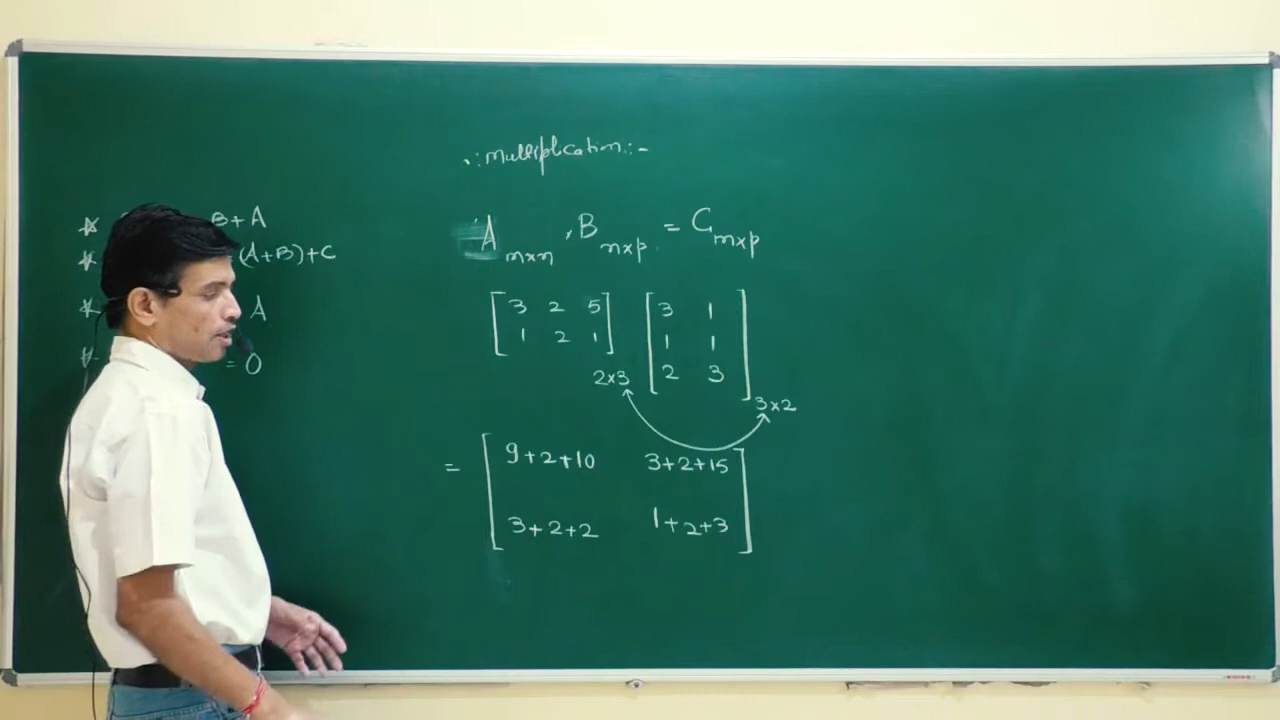 .:multiplication:-
* B+A
* (A+B)+C
* A
* =0
A m×n . B n×p = C m×p
[3 2 5] [3 1]
[1 2 1] [1 1]
2×3 [2 3]
3×2
= [9+2+10 3+2+15]
[3+2+2 1+2+3]